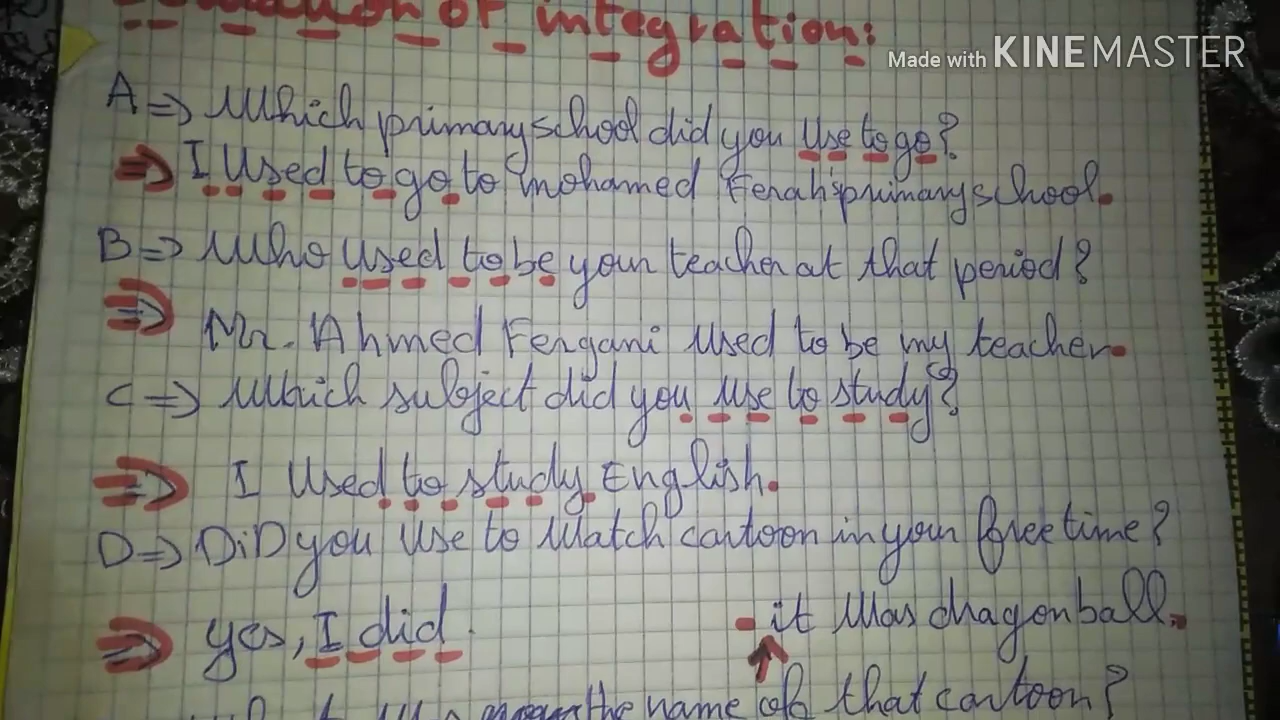 of integration:
Made with KINEMASTER
A => Which primary school did you use to go?
=> I used to go to mohamed Ferah's primary school.
B => Who used to be your teacher at that period?
=> Mr. Ahmed Fergani used to be my teacher.
C => Which subject did you use to study?
=> I used to study English.
D => DiD you use to watch cartoon in your free time?
=> yes, I did. - it was dragon ball.
the name of that cartoon?